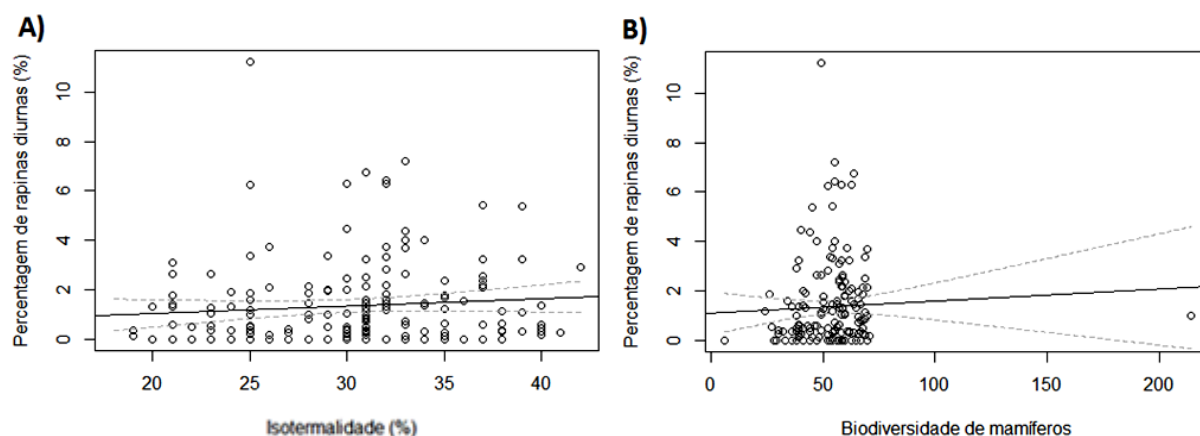 A)
Percentagem de rapinas diurnas (%)
10
8
6
4
2
0
20 25 30 35 40
Isotermalidade (%)
B)
Percentagem de rapinas diurnas (%)
10
8
6
4
2
0
0 50 100 150 200
Biodiversidade de mamíferos